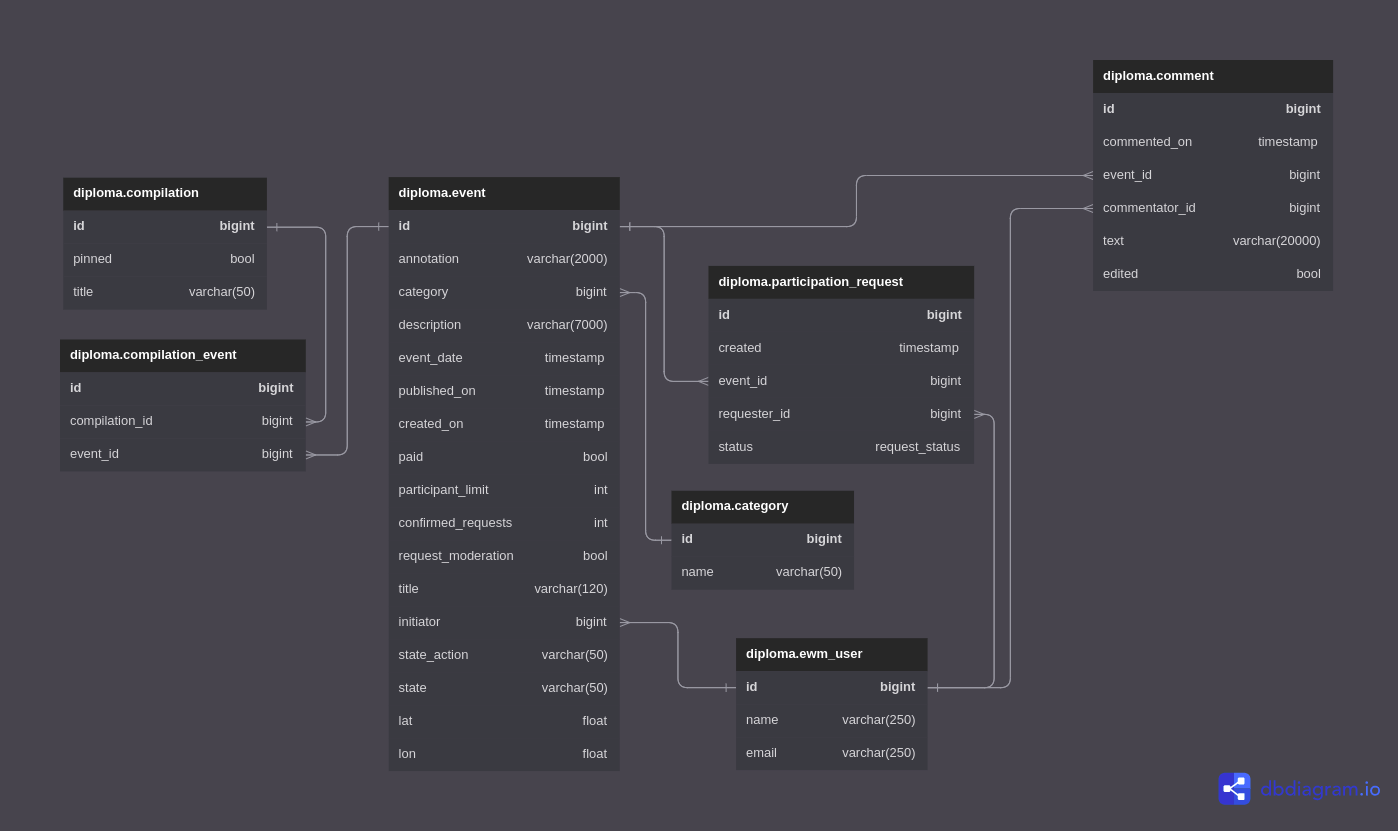 diploma.comment
id bigint
commented_on timestamp
event_id bigint
commentator_id bigint
text varchar(20000)
edited bool
diploma.compilation
id bigint
pinned bool
title varchar(50)
diploma.compilation_event
id bigint
compilation_id bigint
event_id bigint
diploma.event
id bigint
annotation varchar(2000)
category bigint
description varchar(7000)
event_date timestamp
published_on timestamp
created_on timestamp
paid bool
participant_limit int
confirmed_requests int
request_moderation bool
title varchar(120)
initiator bigint
state_action varchar(50)
state varchar(50)
lat float
lon float
diploma.participation_request
id bigint
created timestamp
event_id bigint
requester_id bigint
status request_status
diploma.category
id bigint
name varchar(50)
diploma.ewm_user
id bigint
name varchar(250)
email varchar(250)
dbdiagram.io